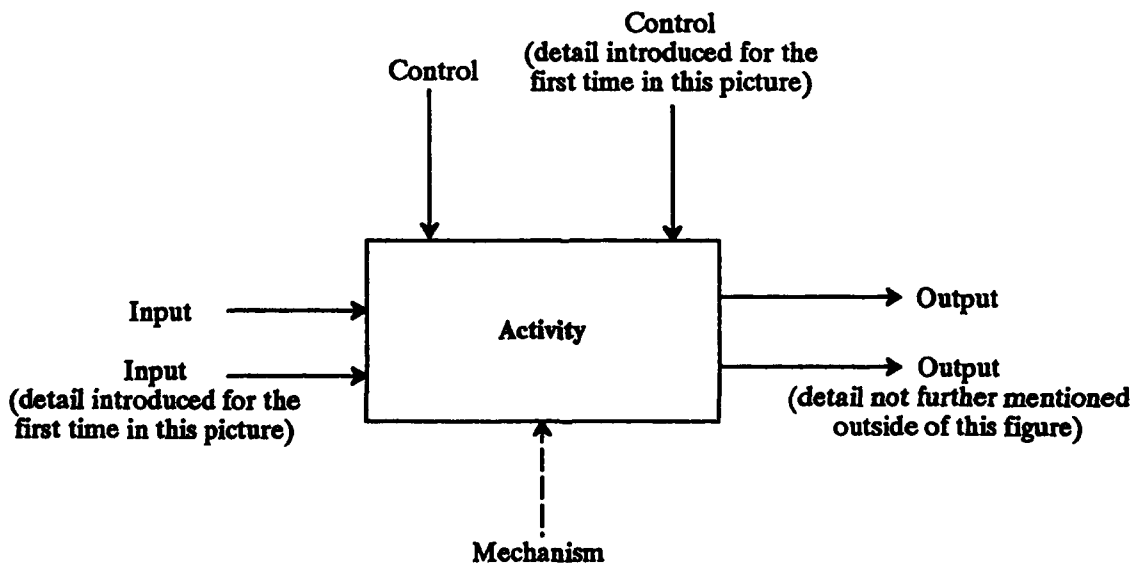 Control
(detail introduced for the
first time in this picture)
Control
Input
Activity
Output
Input
(detail introduced for the
first time in this picture)
Output
(detail not further mentioned
outside of this figure)
Mechanism